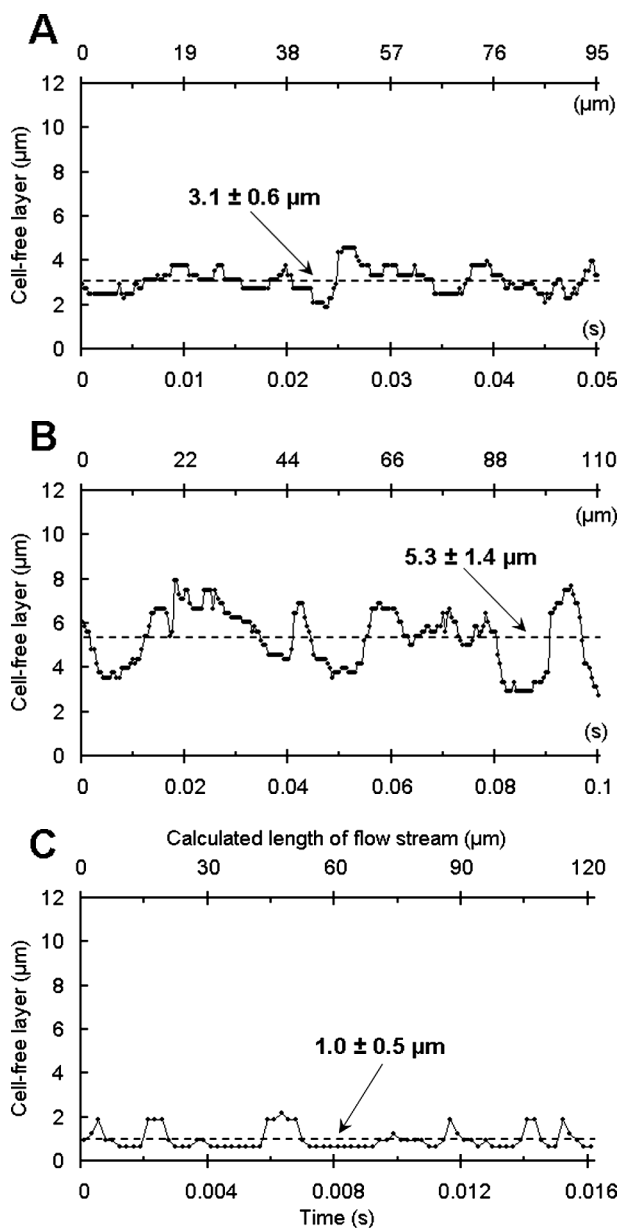 A
0 19 38 57 76 95
(µm)
12
10
8
6
4
2
0
Cell-free layer (µm)
3.1 ± 0.6 µm
(s)
0 0.01 0.02 0.03 0.04 0.05
B
0 22 44 66 88 110
(µm)
12
10
8
6
4
2
0
Cell-free layer (µm)
5.3 ± 1.4 µm
(s)
0 0.02 0.04 0.06 0.08 0.1
C
Calculated length of flow stream (µm)
0 30 60 90 120
12
10
8
6
4
2
0
Cell-free layer (µm)
1.0 ± 0.5 µm
0 0.004 0.008 0.012 0.016
Time (s)